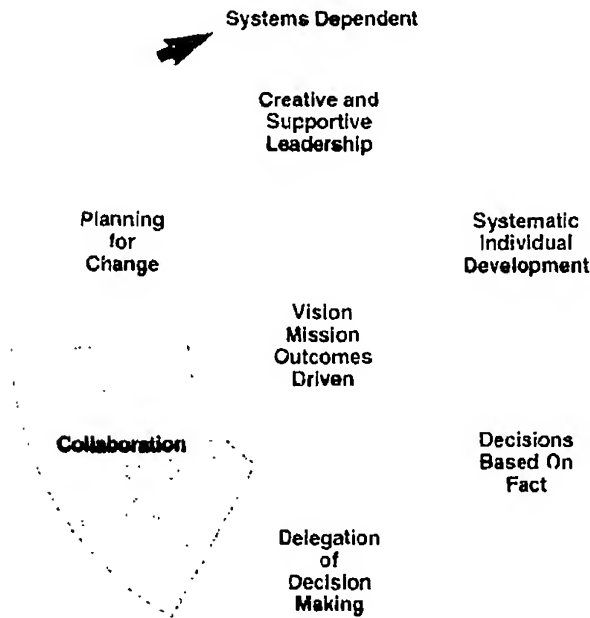 Systems Dependent
Creative and
Supportive
Leadership
Planning
for
Change
Systematic
Individual
Development
Vision
Mission
Outcomes
Driven
Collaboration
Decisions
Based On
Fact
Delegation
of
Decision
Making